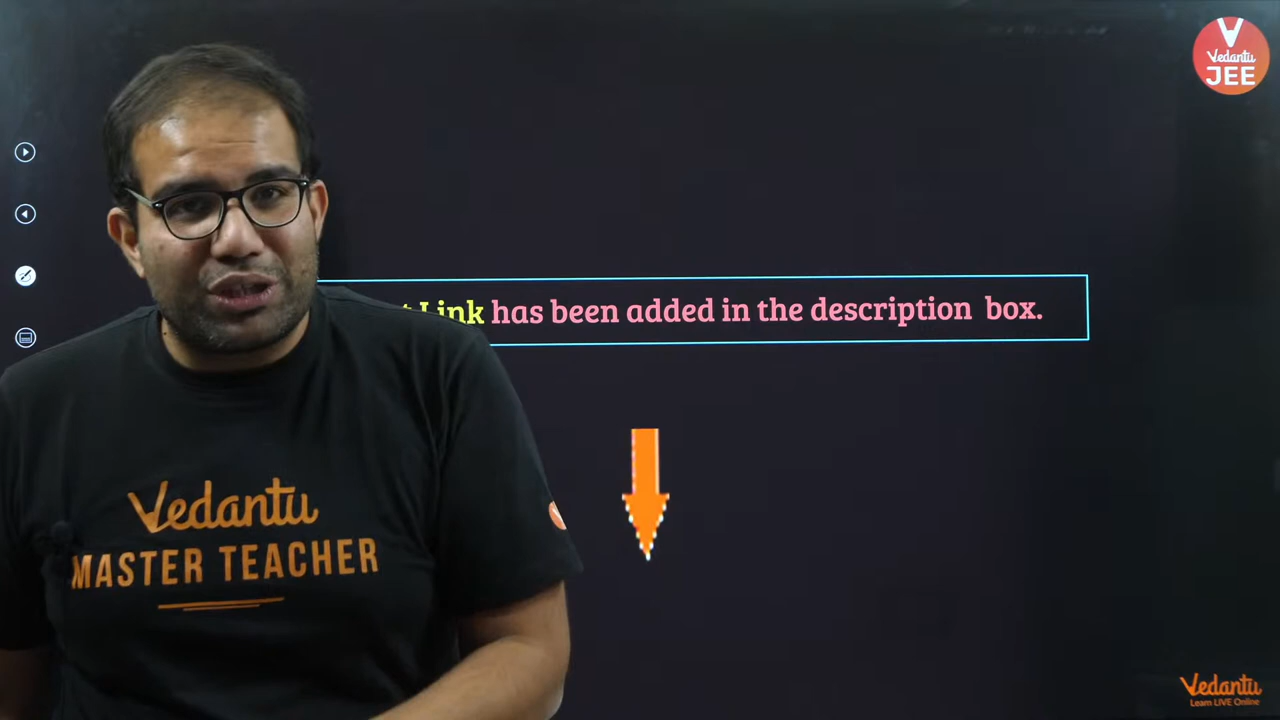 Vedantu
JEE
Link has been added in the description box.
Vedantu
MASTER TEACHER
Vedantu
Learn LIVE Online